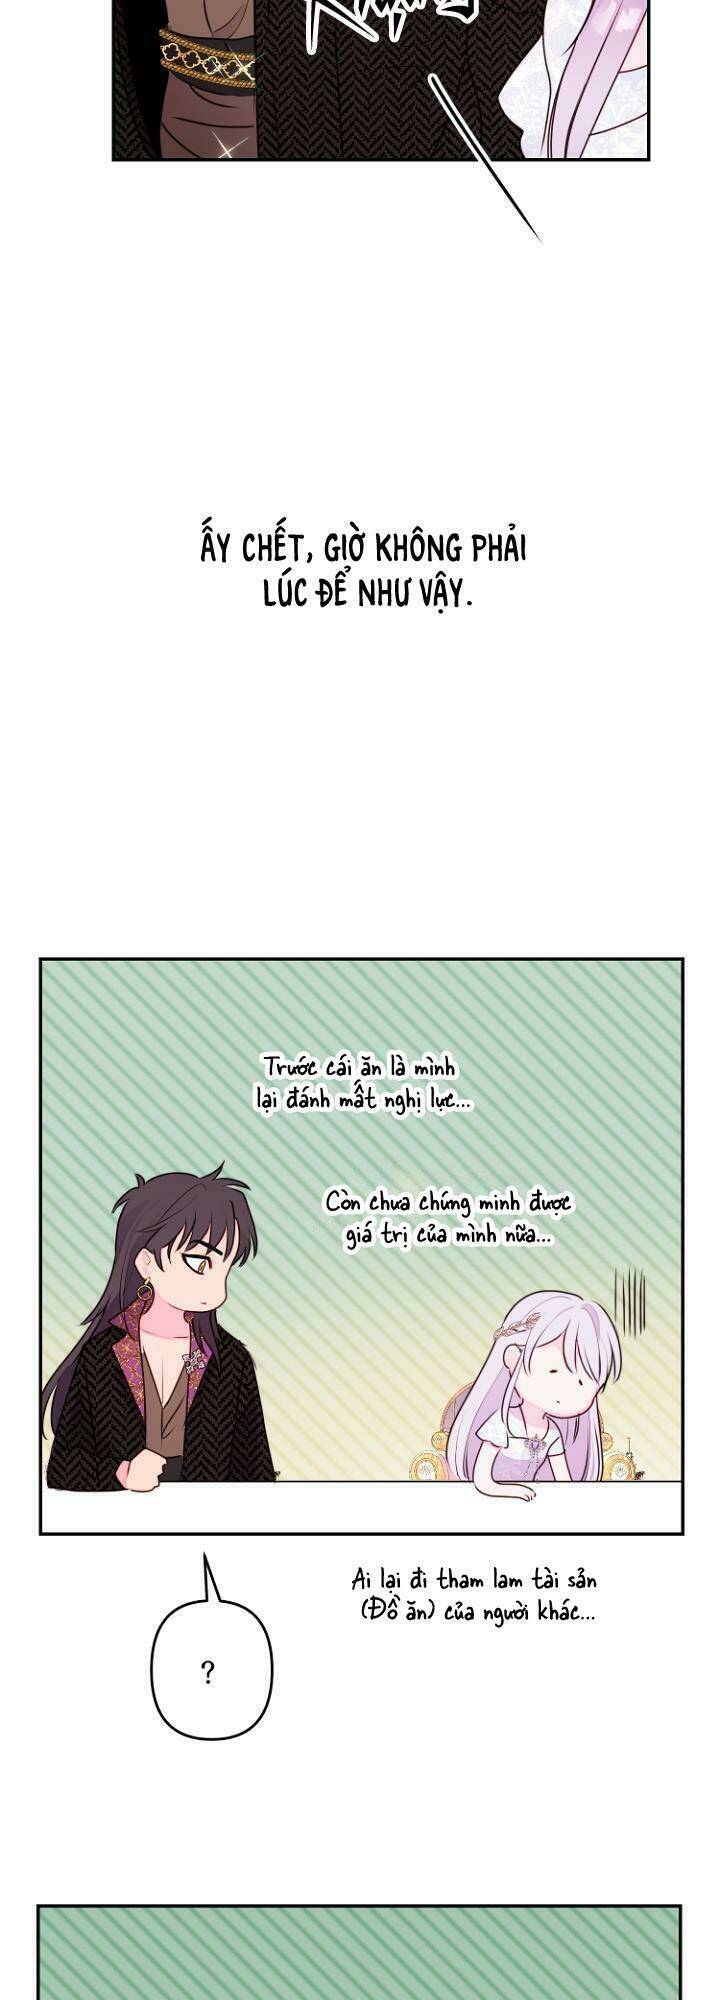 ẤY CHẾT, GIỜ KHÔNG PHẢI
LÚC ĐỂ NHƯ VẬY.
Trước cái ăn là mình
lại đánh mất nghị lực...
Còn chưa chứng minh được
giá trị của mình nữa...
Ai lại đi tham lam tài sản
(Đồ ăn) của người khác...
?